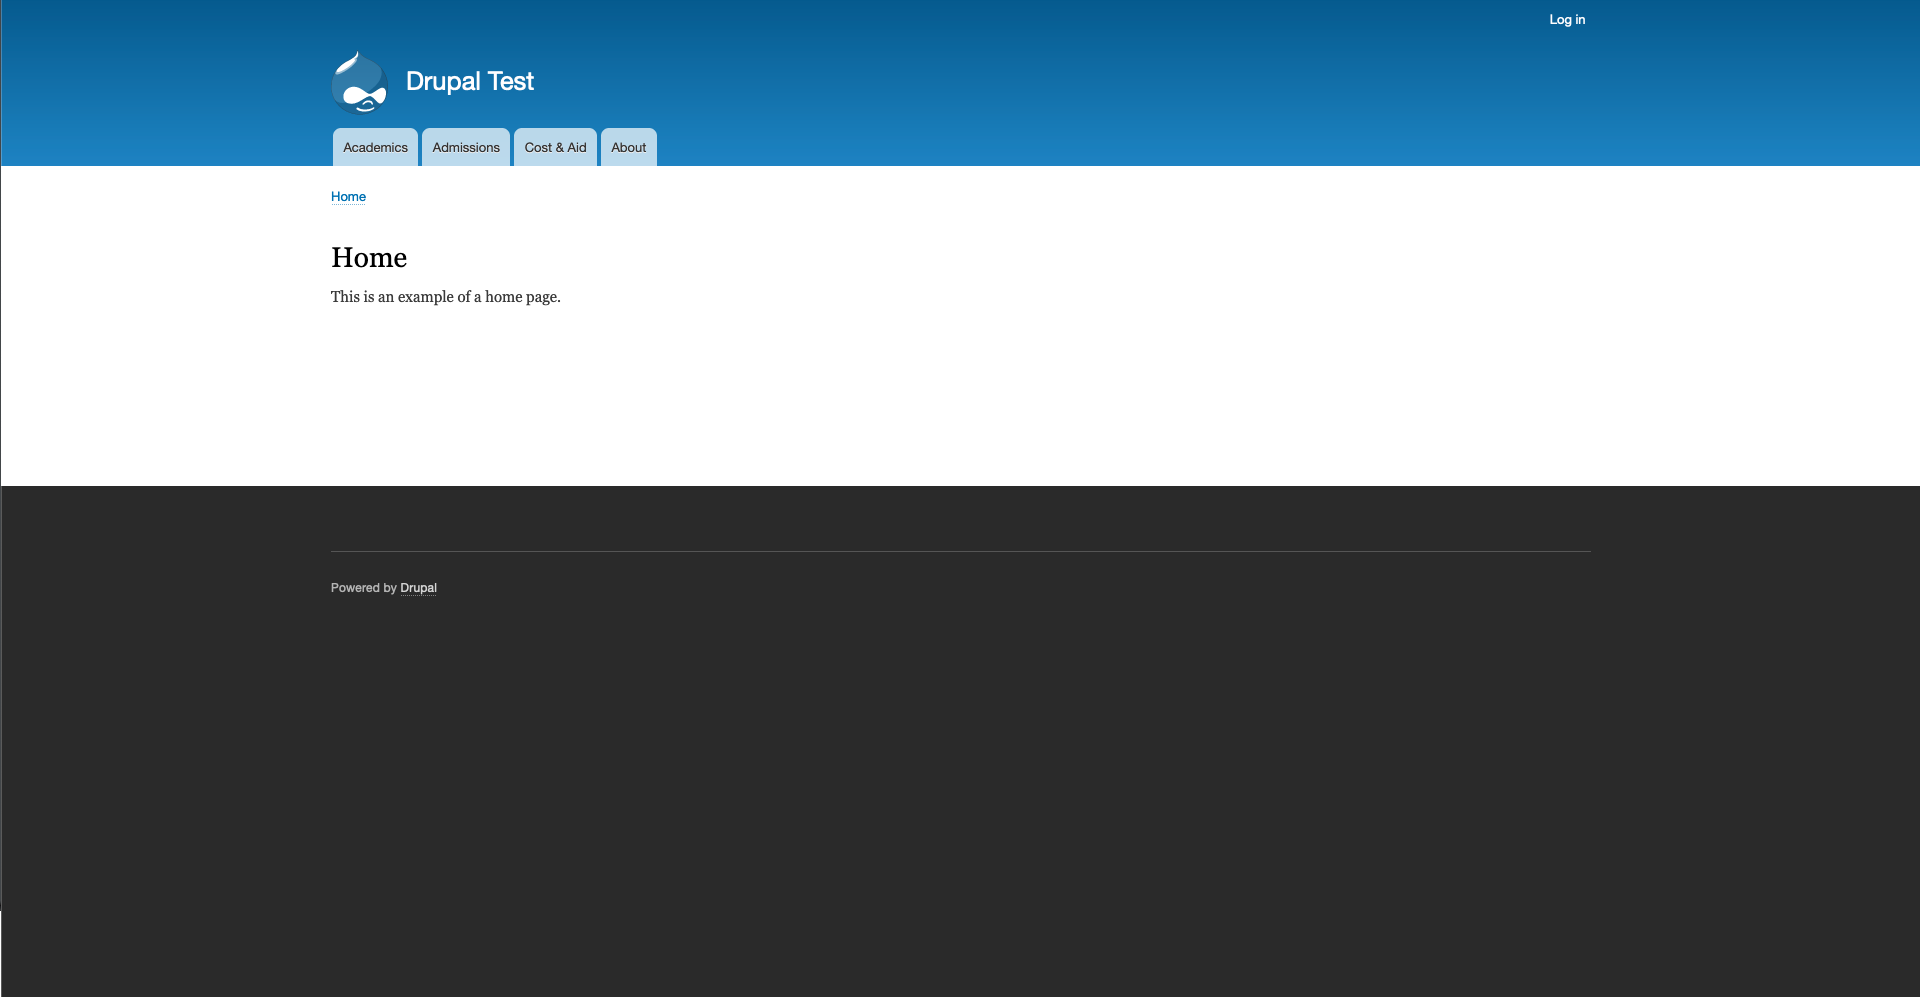 Log in
Drupal Test
Academics Admissions Cost & Aid About
Home
Home
This is an example of a home page.
Powered by Drupal